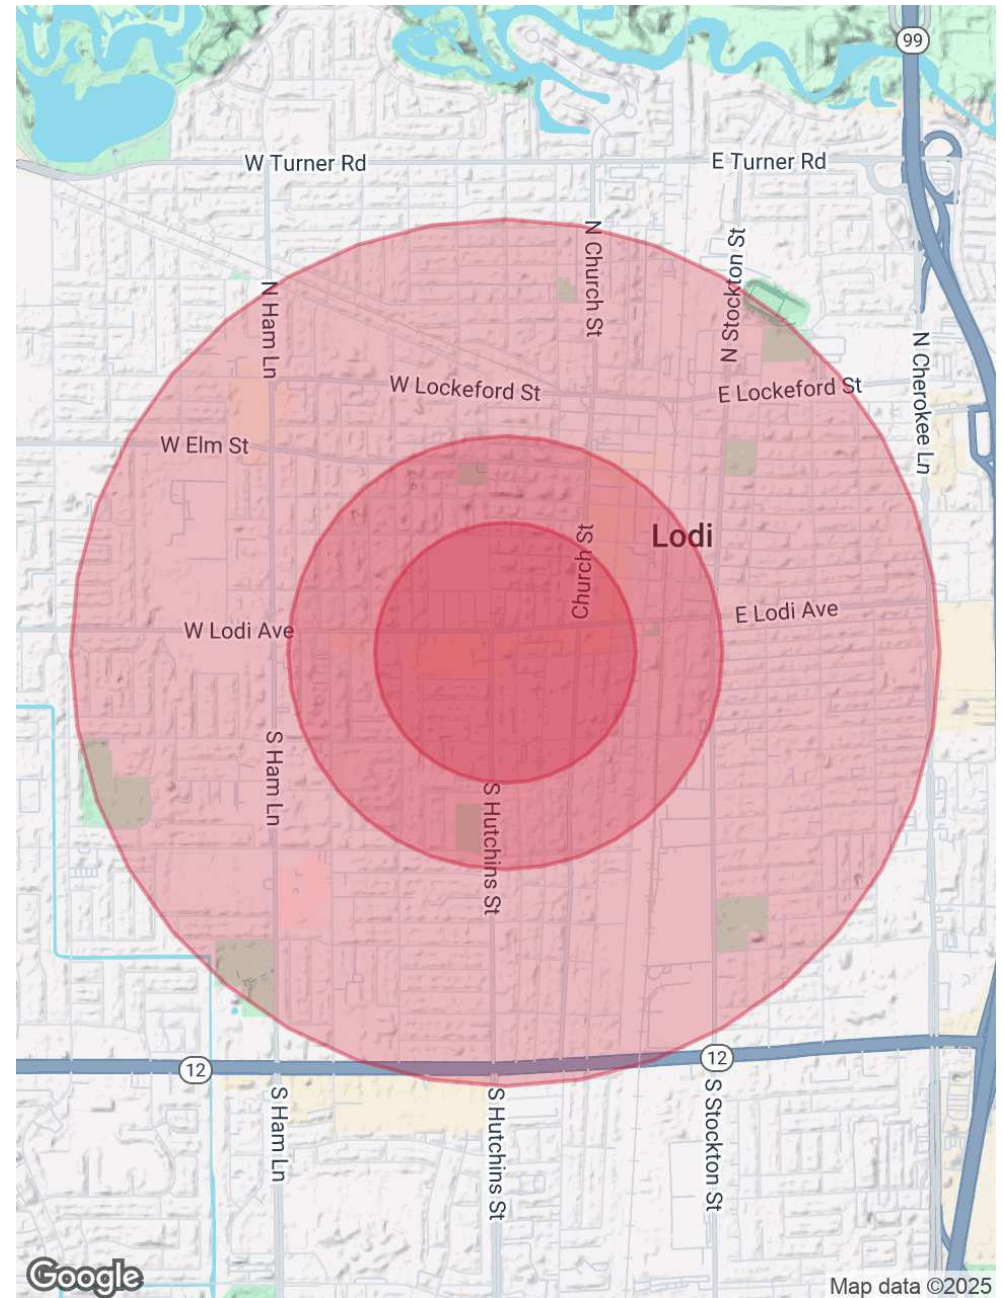 99
W Turner Rd
E Turner Rd
N Church St
N Stockton St
N Ham Ln
N Cherokee Ln
W Lockeford St
E Lockeford St
W Elm St
Lodi
Church St
E Lodi Ave
W Lodi Ave
S Ham Ln
S Hutchins St
12
12
S Ham Ln
S Hutchins St
S Stockton St
Google
Map data ©2025